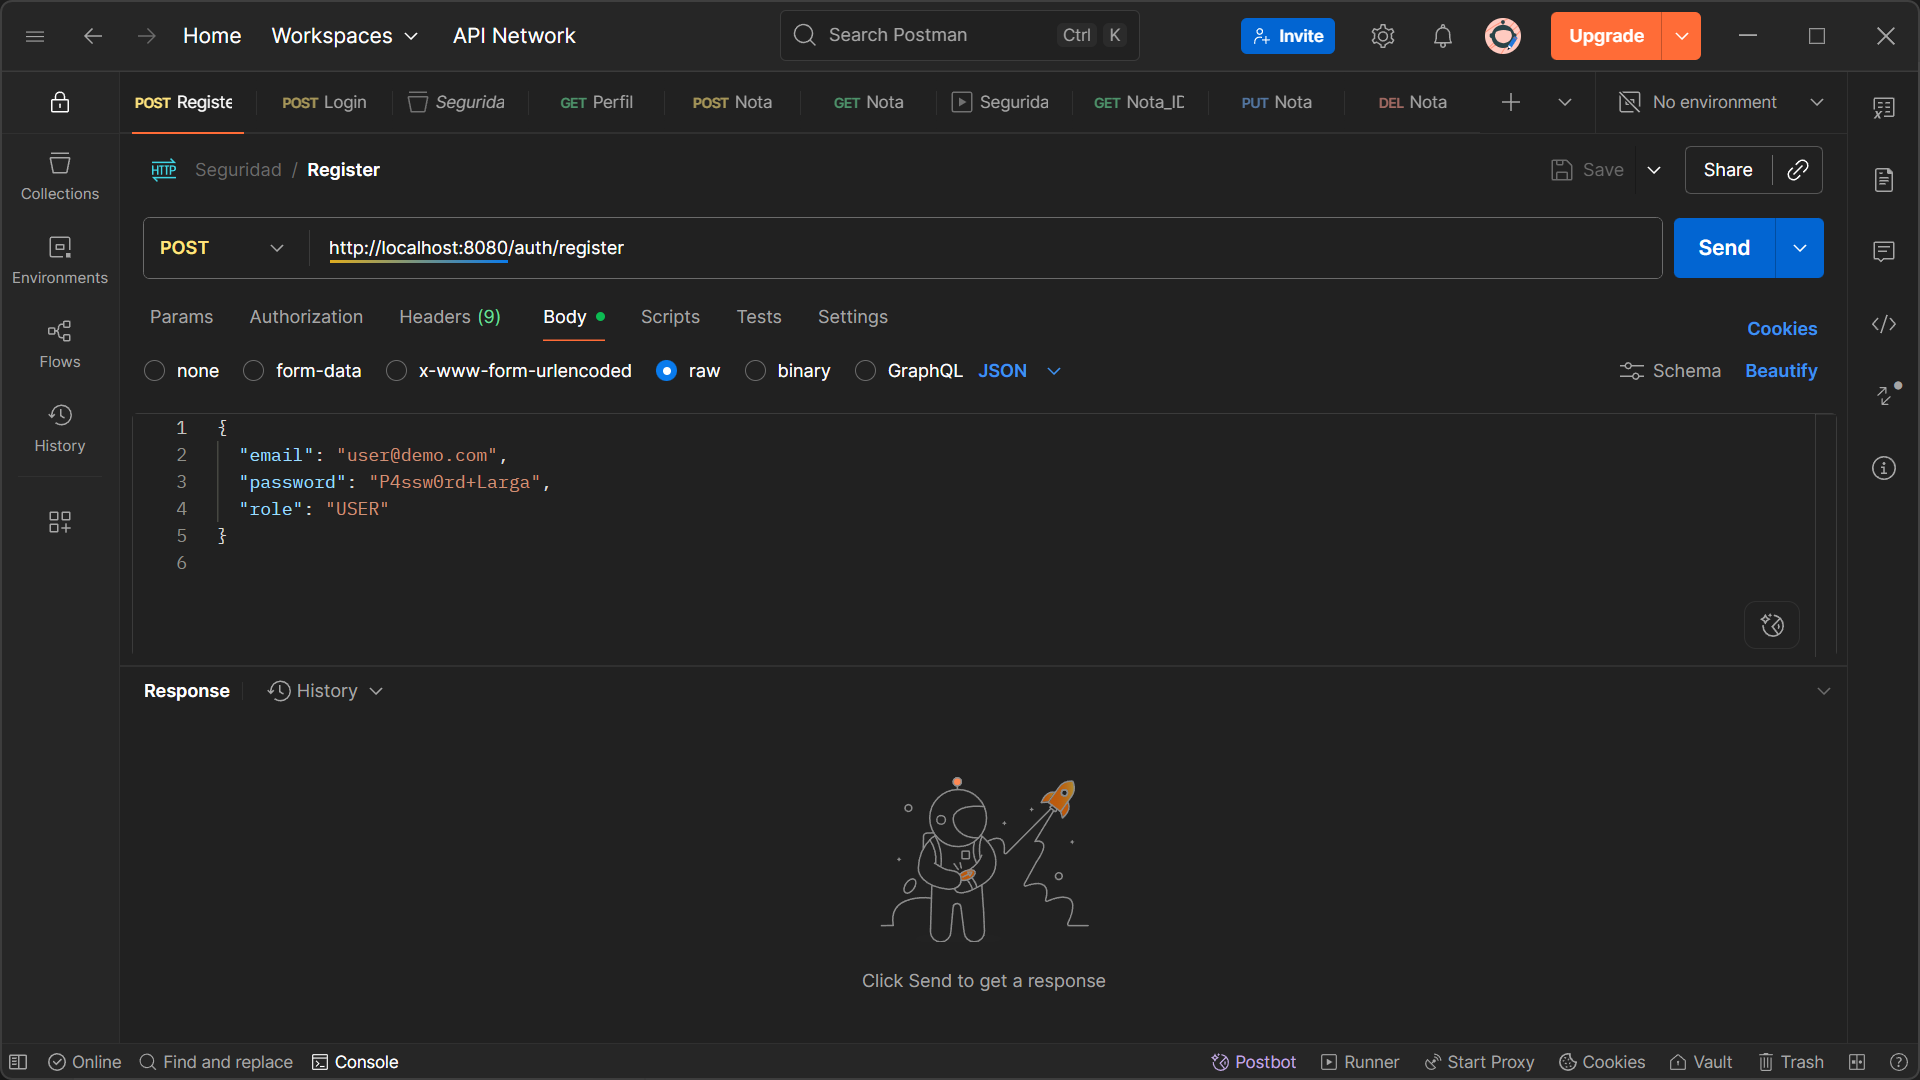 Home Workspaces API Network Search Postman Ctrl K Invite Upgrade
POST Registe POST Login Segurida GET Perfil POST Nota GET Nota Segurida GET Nota_ID PUT Nota DEL Nota No environment
HTTP Seguridad / Register Save Share
Collections
Environments
Flows
History
POST http://localhost:8080/auth/register Send
Params Authorization Headers (9) Body Scripts Tests Settings Cookies
none form-data x-www-form-urlencoded raw binary GraphQL JSON Schema Beautify
1 {
2 "email": "user@demo.com",
3 "password": "P4ssw0rd+Larga",
4 "role": "USER"
5 }
6
Response History
Click Send to get a response
Online Find and replace Console Postbot Runner Start Proxy Cookies Vault Trash